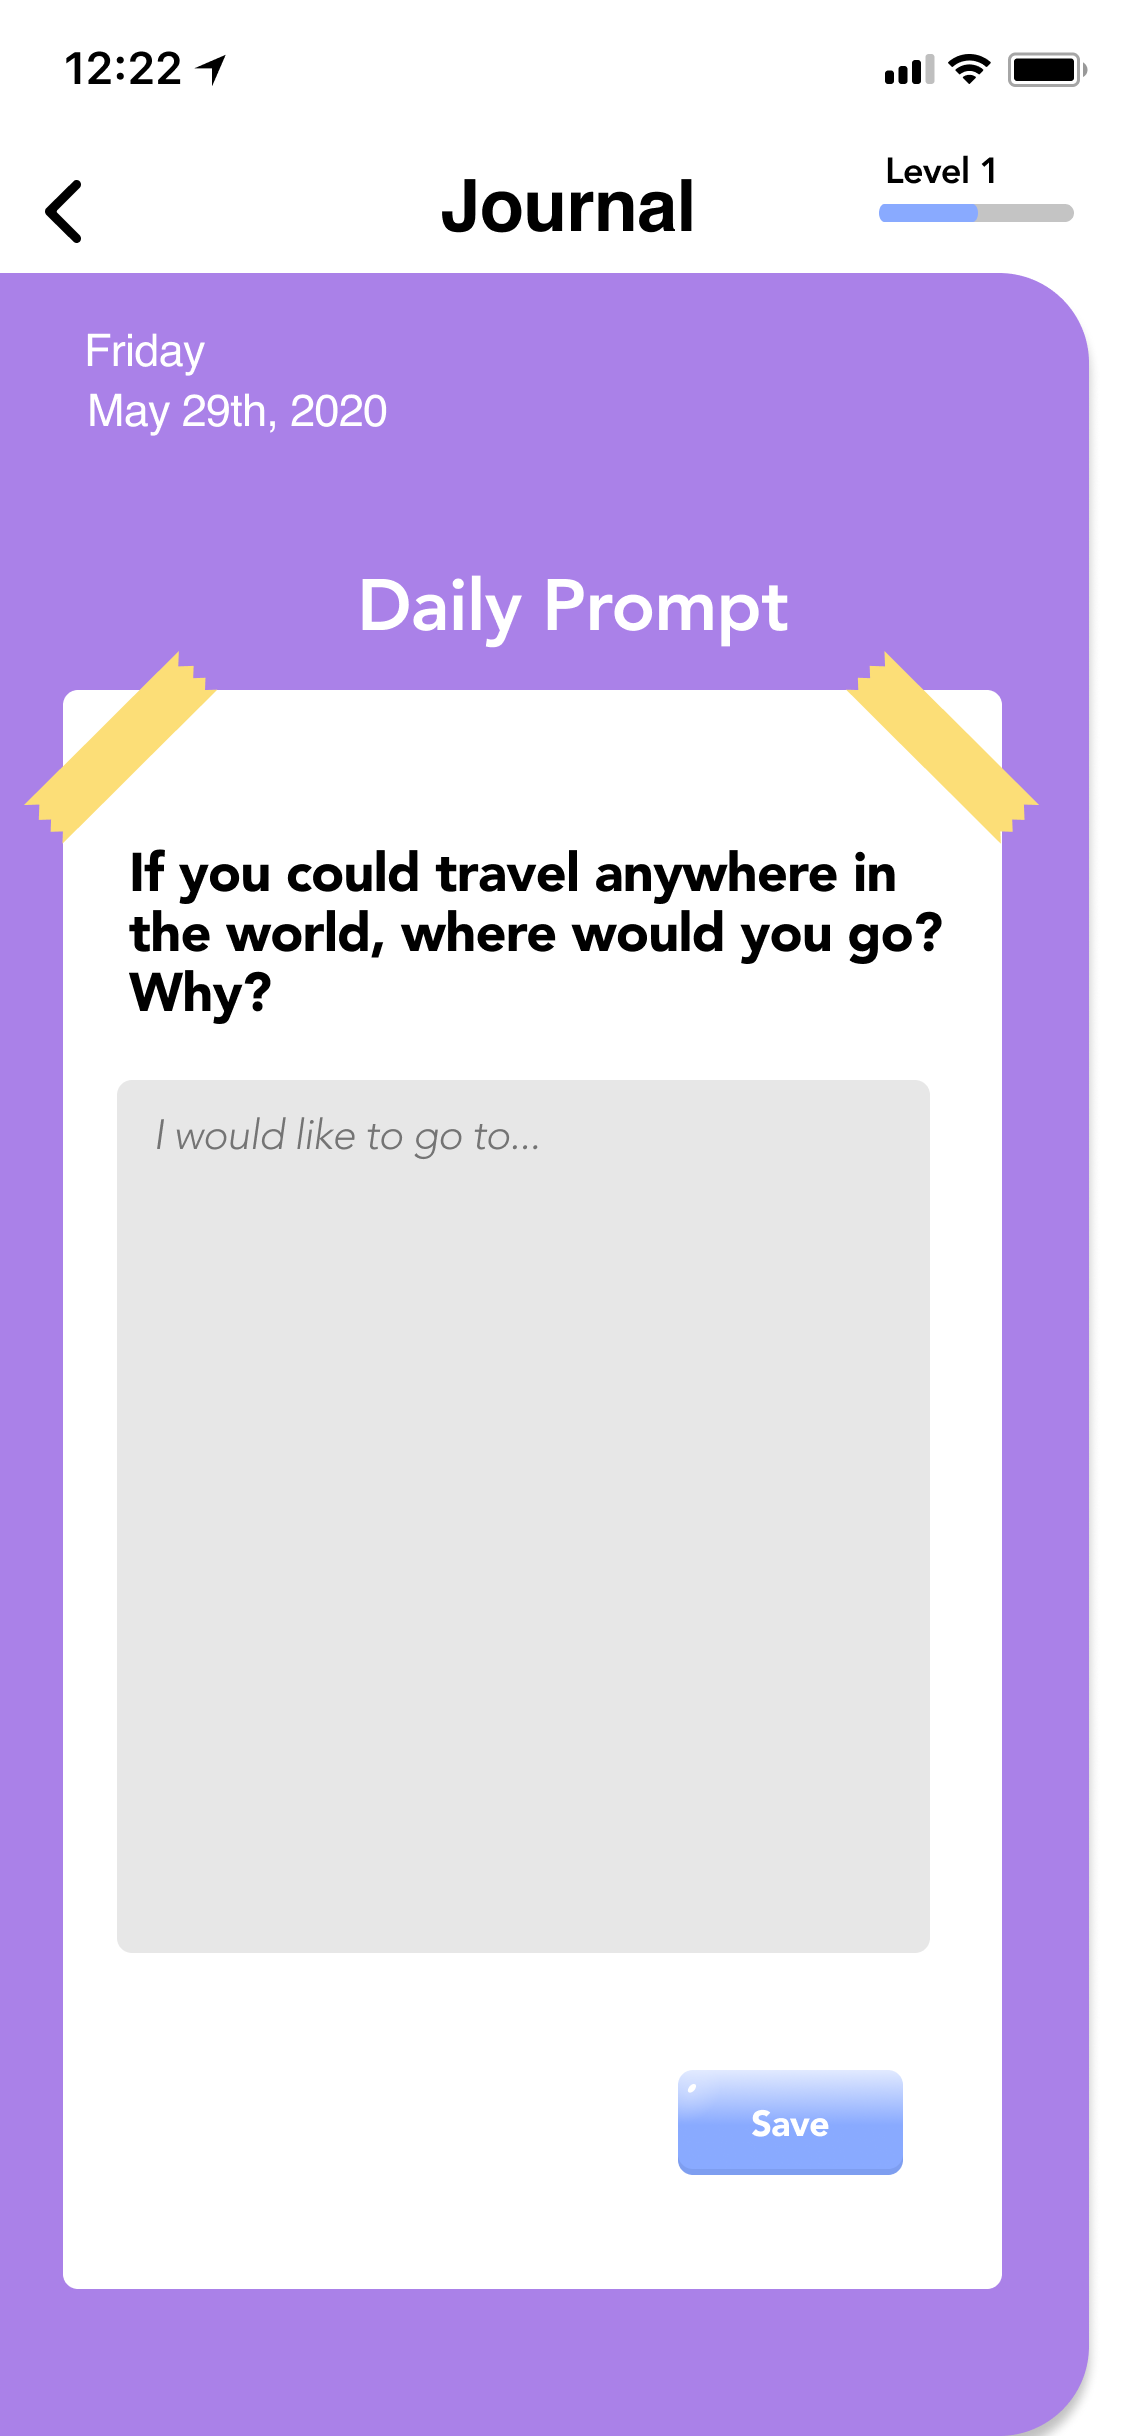 12:22
Level 1
Journal
Friday
May 29th, 2020
Daily Prompt
If you could travel anywhere in
the world, where would you go?
Why?
I would like to go to...
Save